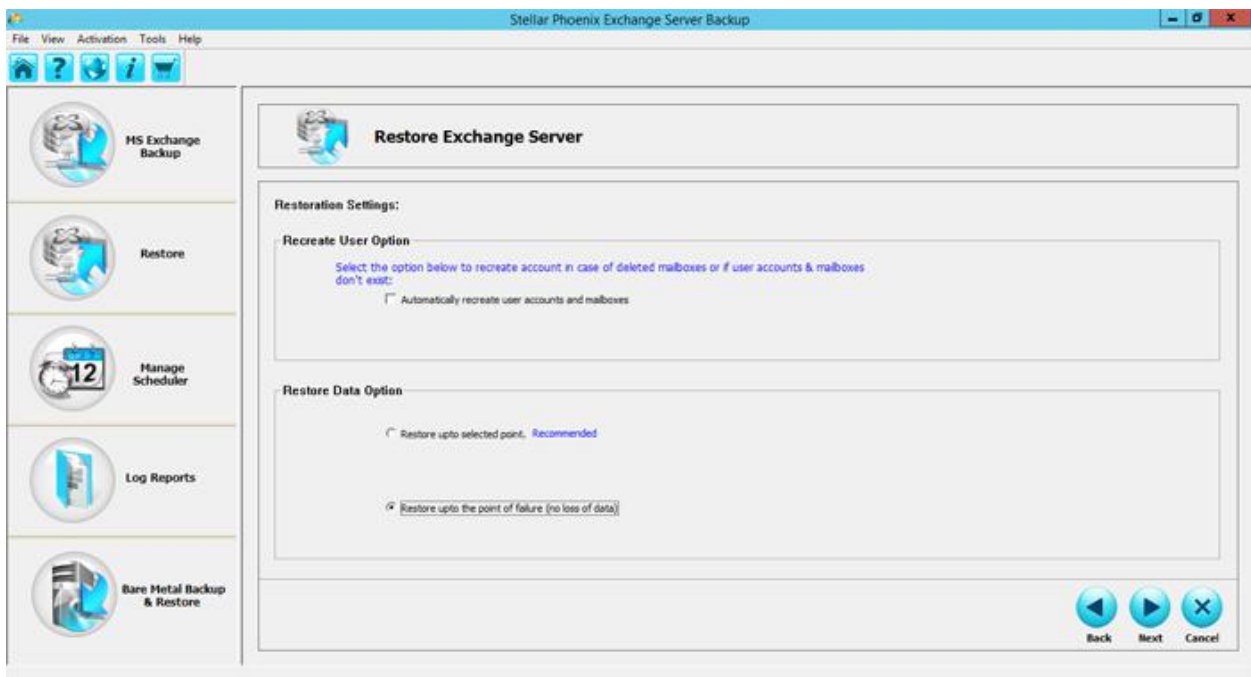 Stellar Phoenix Exchange Server Backup
File View Activation Tools Help
MS Exchange
Backup
Restore
Manage
Scheduler
12
Log Reports
Bare Metal Backup
& Restore
Restore Exchange Server
Restoration Settings:
Recreate User Option
Select the option below to recreate account in case of deleted mailboxes or if user accounts & mailboxes
don't exist:
Automatically recreate user accounts and mailboxes
Restore Data Option
Restore upto selected point. Recommended
Restore upto the point of failure (no loss of data)
Back Next Cancel